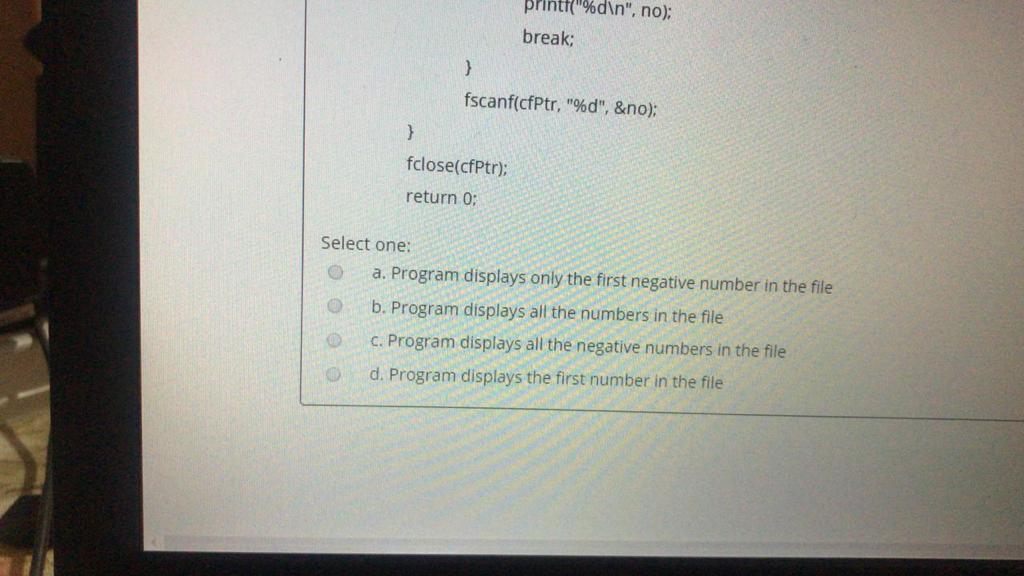 printf("%d\n", no);
break;
}
fscanf(cfPtr, "%d", &no);
}
fclose(cfPtr);
return 0;
Select one:
a. Program displays only the first negative number in the file
b. Program displays all the numbers in the file
c. Program displays all the negative numbers in the file
d. Program displays the first number in the file